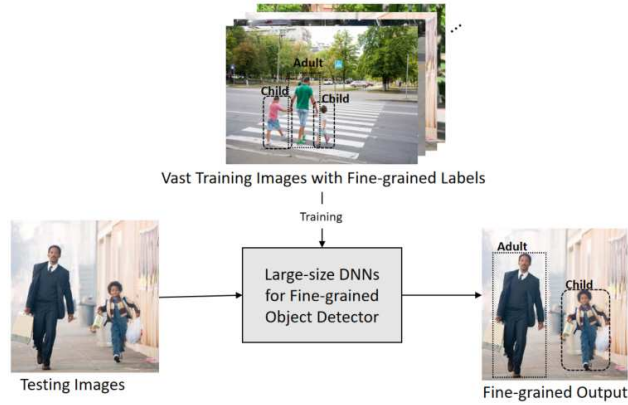 ...
Adult
Child
Child
Vast Training Images with Fine-grained Labels
Training
Large-size DNNs
for Fine-grained
Object Detector
Testing Images
Adult
Child
Fine-grained Output